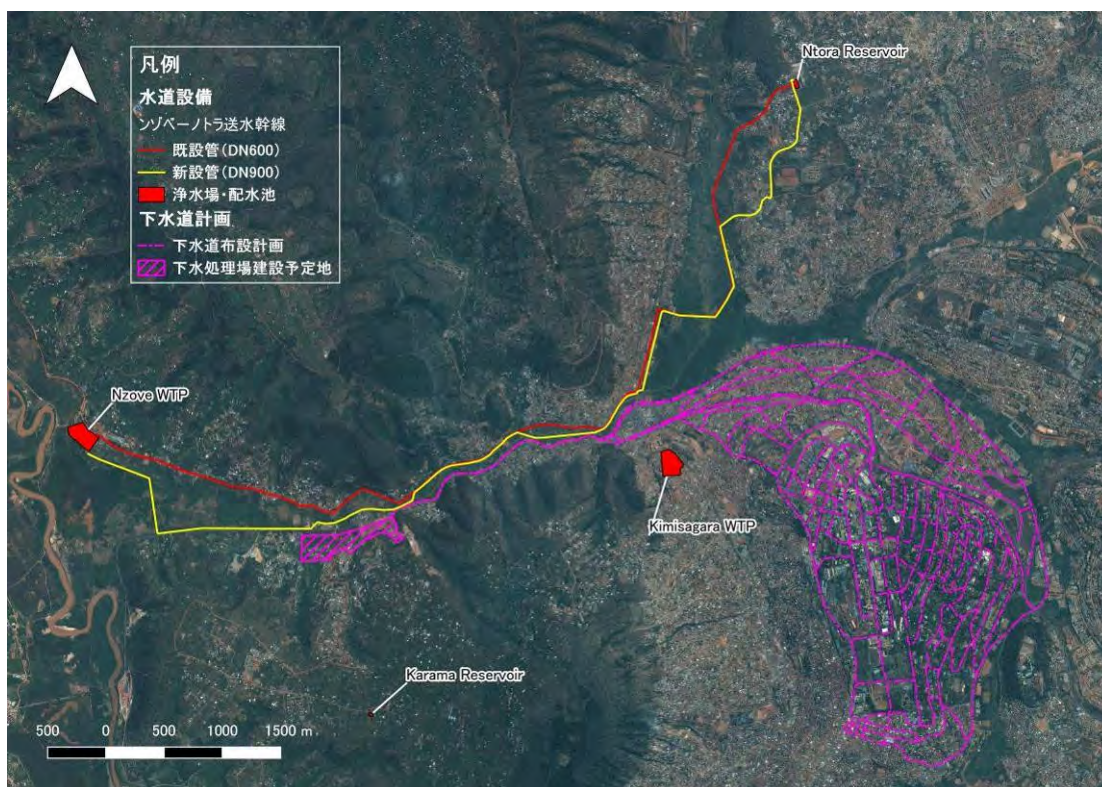 Ntora Reservoir
凡例
水道設備
ンゾベーノトラ送水幹線
既設管(DN600)
新設管(DN900)
浄水場・配水池
下水道計画
下水道布設計画
下水処理場建設予定地
Nzove WTP
Kimisagara WTP
Karama Reservoir
500 0 500 1000 1500 m